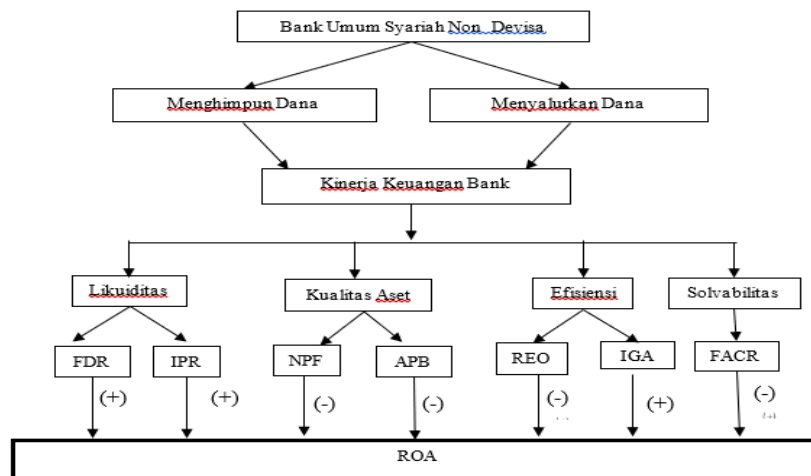 Bank Umum Syariah Non Devisa
Menghimpun Dana
Menyalurkan Dana
Kinerja Keuangan Bank
Likuiditas
Kualitas Aset
Efisiensi
Solvabilitas
FDR
IPR
NPF
APB
REO
IGA
FACR
(+)
(+)
(-)
(-)
(-)
(+)
(-)
ROA